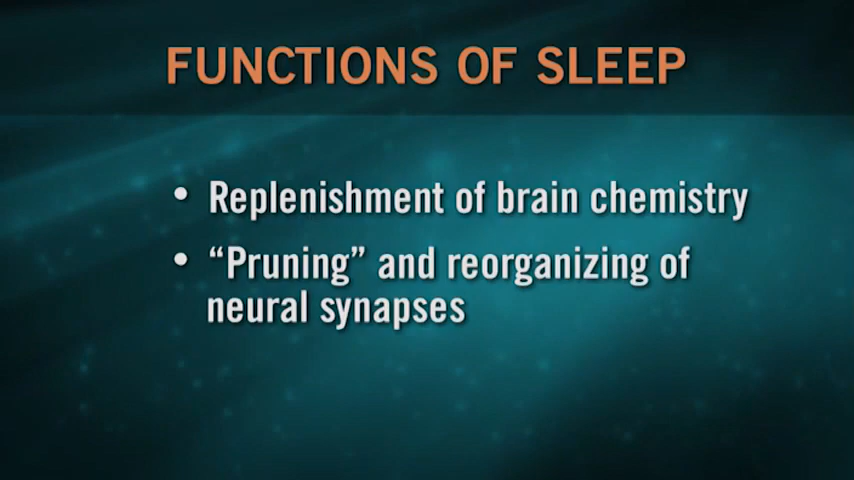 FUNCTIONS OF SLEEP
• Replenishment of brain chemistry
• “Pruning” and reorganizing of
neural synapses